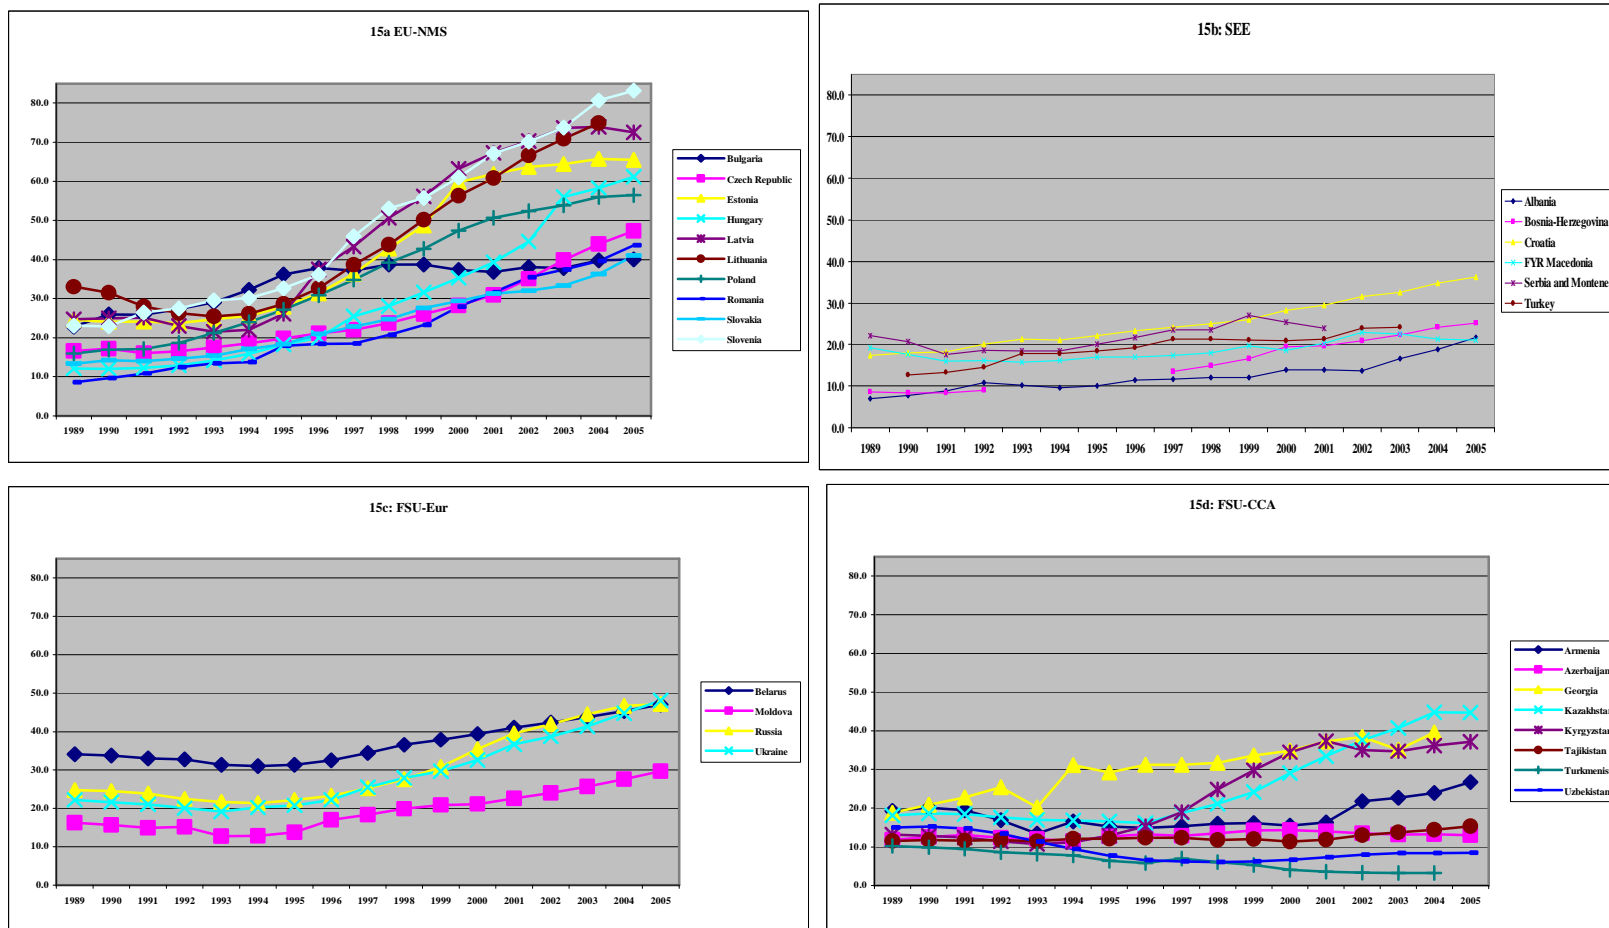 15a EU-NMS
80.0
70.0
60.0
50.0
40.0
30.0
20.0
10.0
0.0
1989 1990 1991 1992 1993 1994 1995 1996 1997 1998 1999 2000 2001 2002 2003 2004 2005
Bulgaria
Czech Republic
Estonia
Hungary
Latvia
Lithuania
Poland
Romania
Slovakia
Slovenia
15b: SEE
80.0
70.0
60.0
50.0
40.0
30.0
20.0
10.0
0.0
1989 1990 1991 1992 1993 1994 1995 1996 1997 1998 1999 2000 2001 2002 2003 2004 2005
Albania
Bosnia-Herzegovina
Croatia
FYR Macedonia
Serbia and Montene
Turkey
15c: FSU-Eur
80.0
70.0
60.0
50.0
40.0
30.0
20.0
10.0
0.0
1989 1990 1991 1992 1993 1994 1995 1996 1997 1998 1999 2000 2001 2002 2003 2004 2005
Belarus
Moldova
Russia
Ukraine
15d: FSU-CCA
80.0
70.0
60.0
50.0
40.0
30.0
20.0
10.0
0.0
1989 1990 1991 1992 1993 1994 1995 1996 1997 1998 1999 2000 2001 2002 2003 2004 2005
Armenia
Azerbaijan
Georgia
Kazakhstan
Kyrgyzstan
Tajikistan
Turkmenis
Uzbekistan